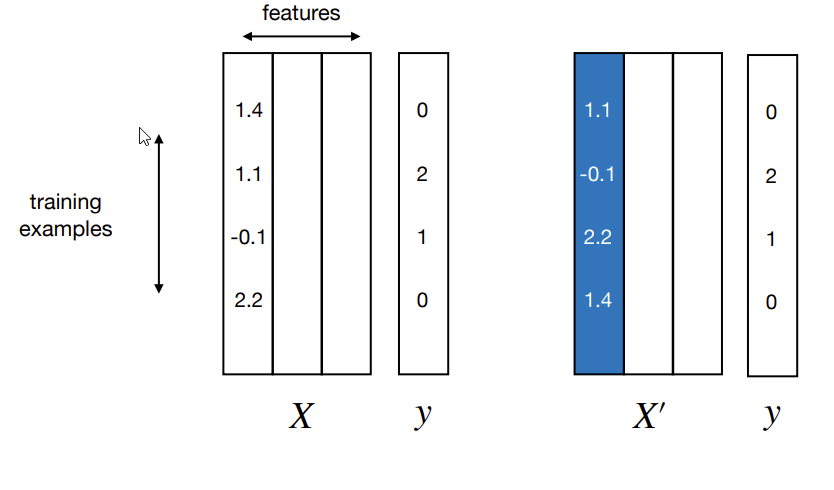 features
1.4 0 1.1 0
1.1 2 -0.1 2
training
examples
-0.1 1 2.2 1
2.2 0 1.4 0
X y X′ y